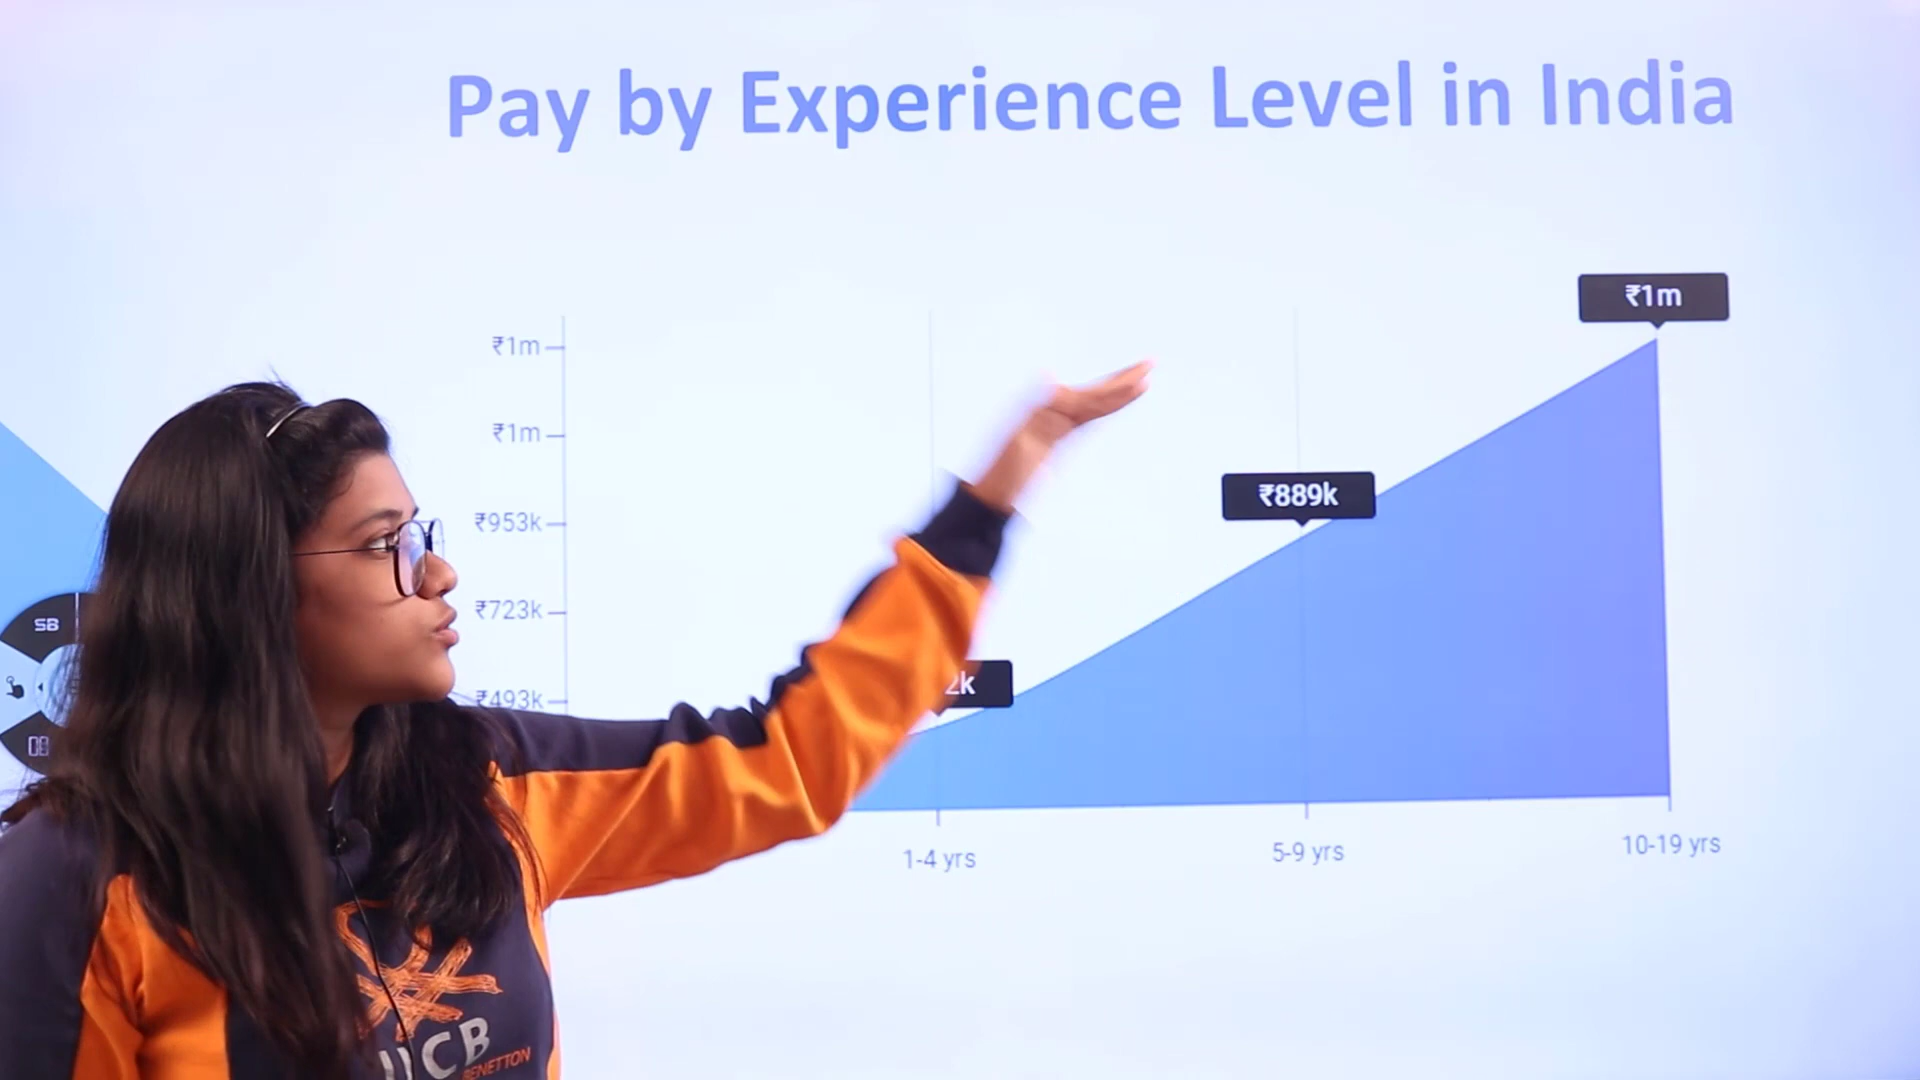 Pay by Experience Level in India
₹1m
₹1m
₹1m
₹953k
₹889k
₹723k
2k
₹493k
SB
1-4 yrs
5-9 yrs
10-19 yrs
UCB
BENETTON